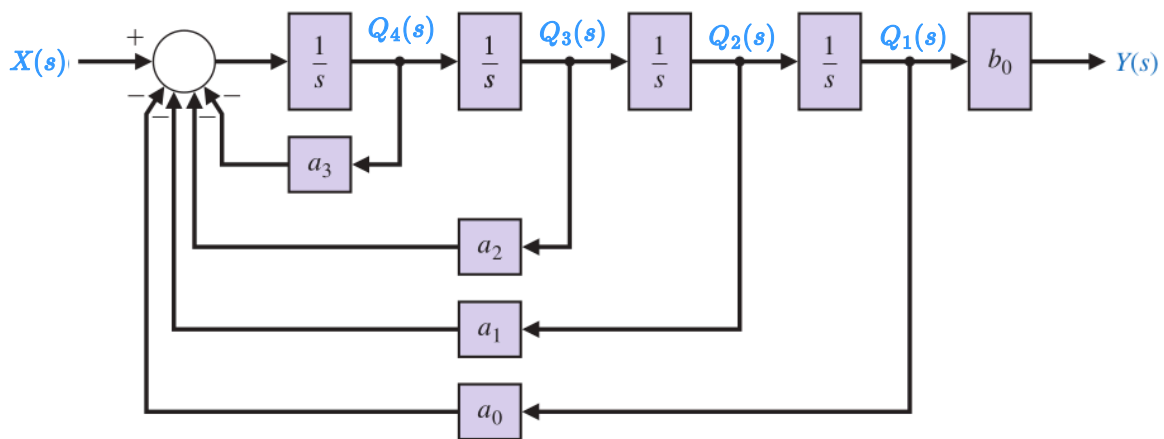 Q₄(s) Q₃(s) Q₂(s) Q₁(s)
X(s) + 1/s 1/s 1/s 1/s b₀ Y(s)
− − − −
a₃
a₂
a₁
a₀